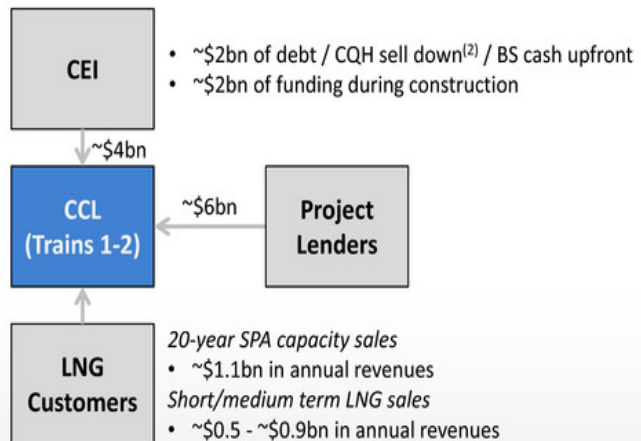 CEI
• ~$2bn of debt / CQH sell down(2) / BS cash upfront
• ~$2bn of funding during construction
~$4bn
CCL
(Trains 1-2)
~$6bn
Project
Lenders
LNG
Customers
20-year SPA capacity sales
• ~$1.1bn in annual revenues
Short/medium term LNG sales
• ~$0.5 - ~$0.9bn in annual revenues